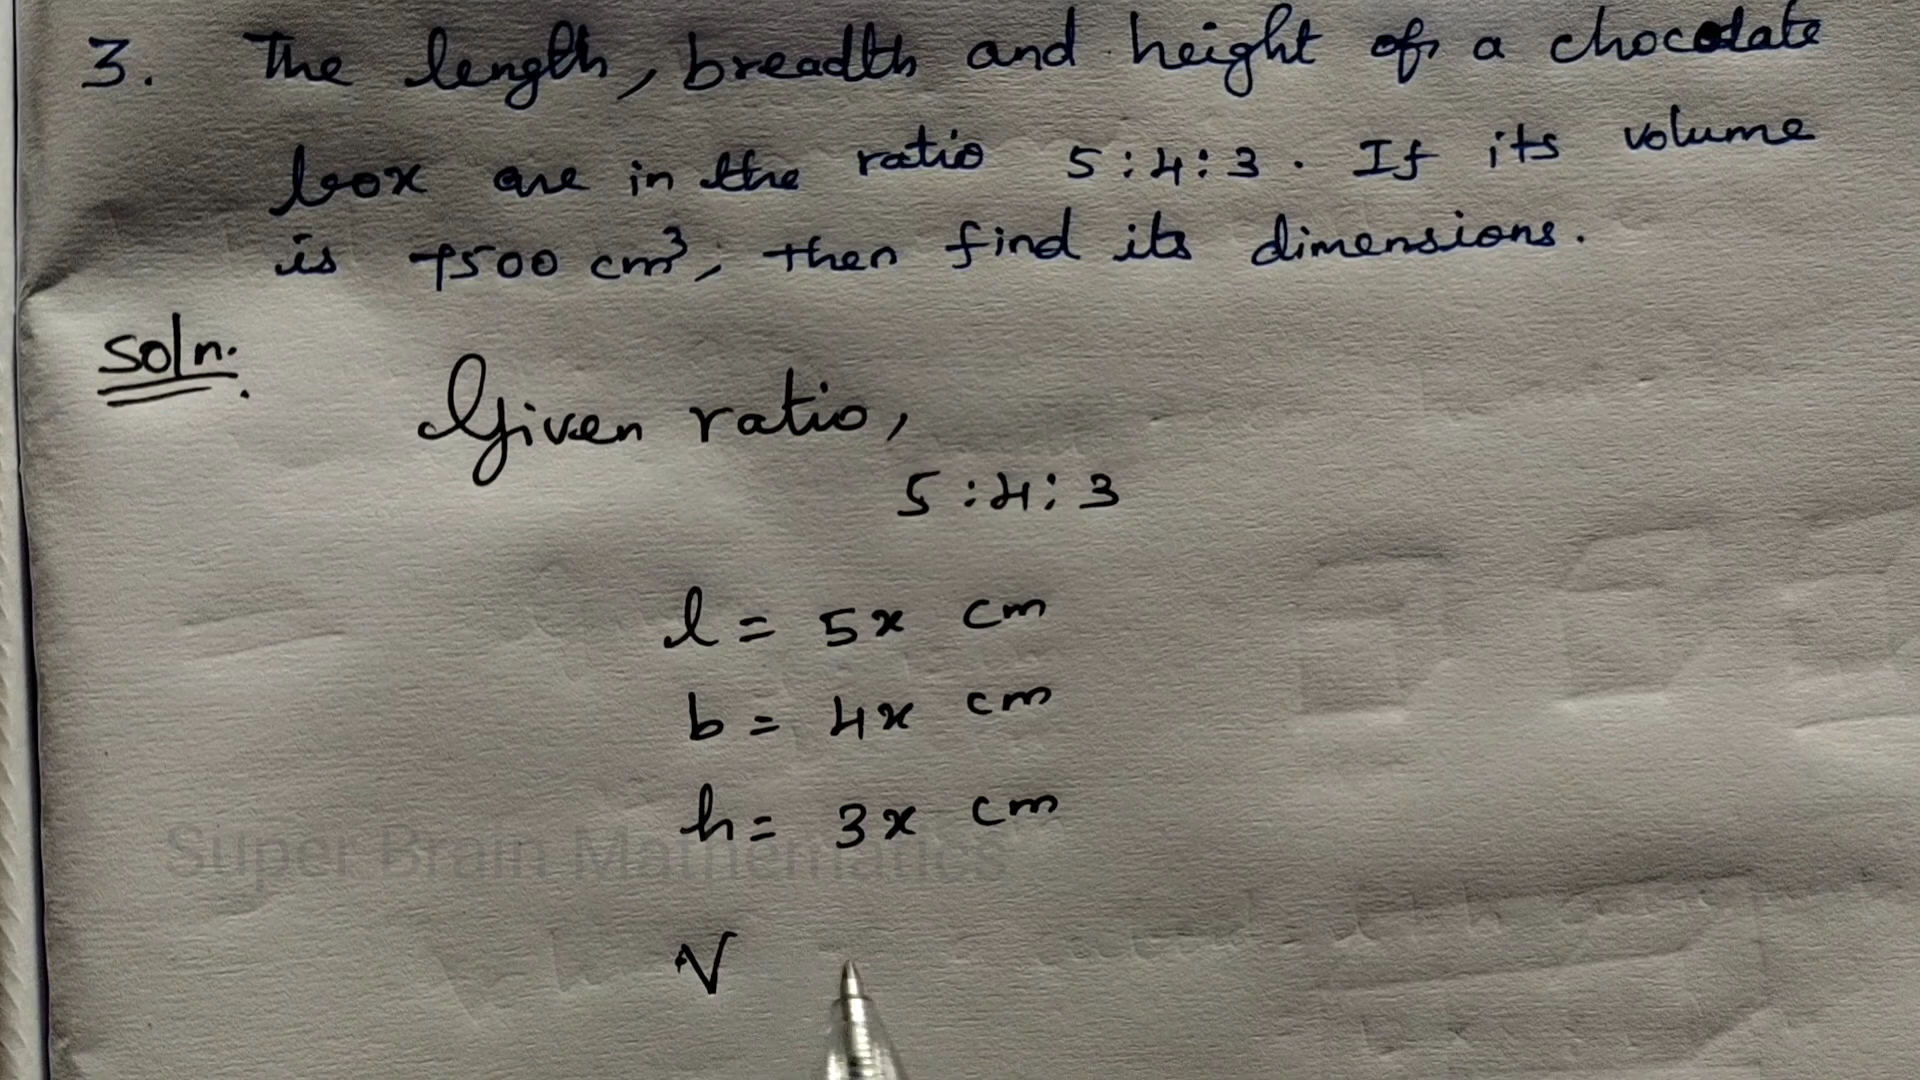 3. The length, breadth and height of a chocolate
box are in the ratio 5:4:3. If its volume
is 7500 cm³, then find its dimensions.
Soln.
Given ratio,
5:4:3
l = 5x cm
b = 4x cm
h = 3x cm
Super Brain Mathematics
V